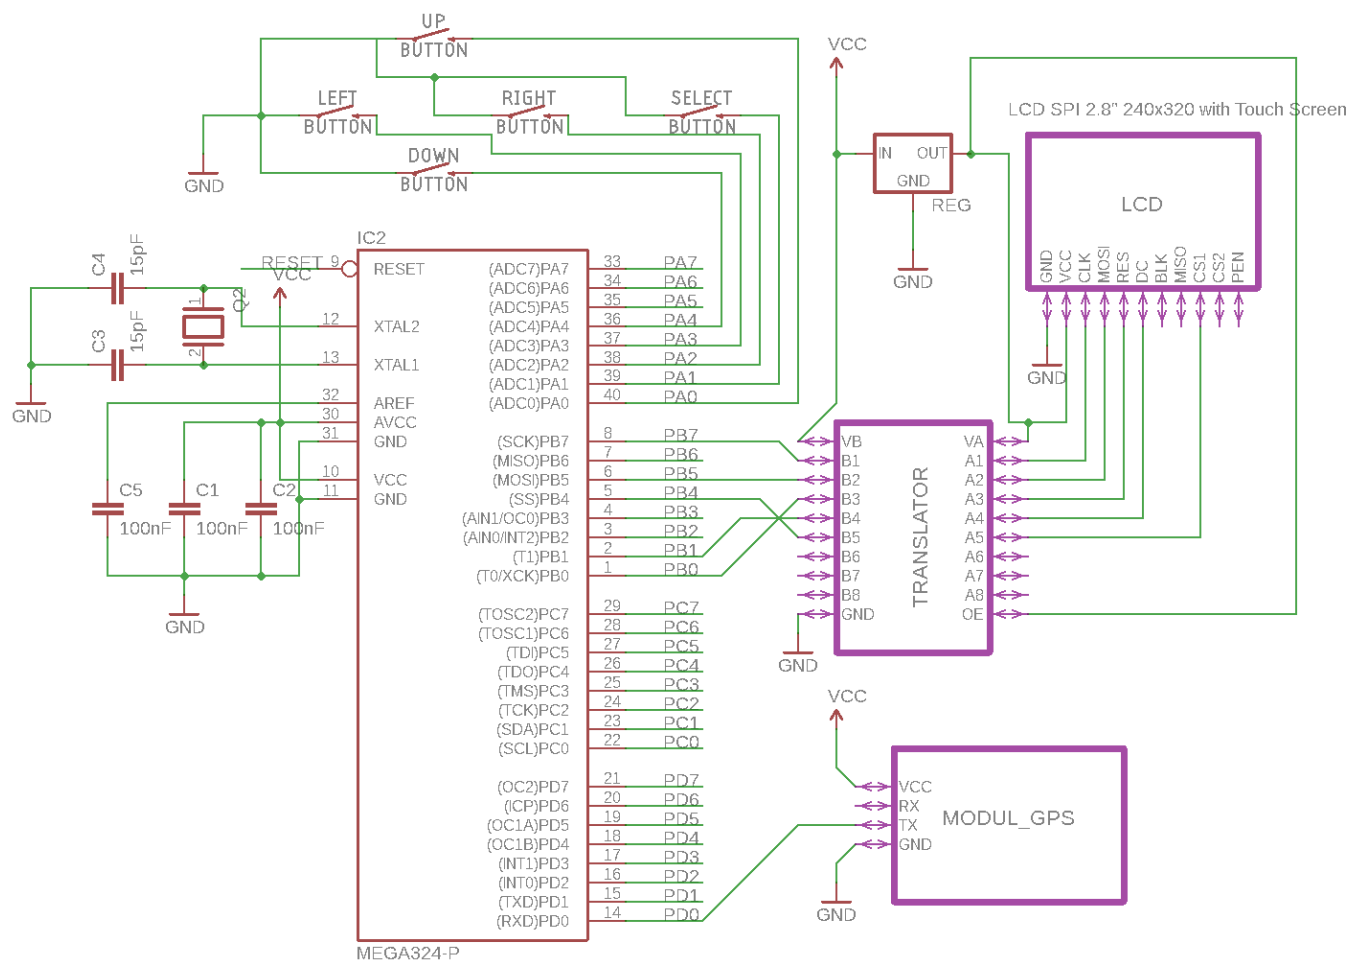 UP
BUTTON
LEFT
BUTTON
RIGHT
BUTTON
SELECT
BUTTON
DOWN
BUTTON
GND
VCC
IN
OUT
GND
REG
GND
LCD SPI 2.8" 240x320 with Touch Screen
LCD
GND
VCC
CLK
MOSI
RES
DC
BLK
MISO
CS1
CS2
PEN
GND
C4
15pF
C3
15pF
1
2
Q2
GND
RESET
VCC
IC2
9 RESET
12 XTAL2
13 XTAL1
32 AREF
30 AVCC
31 GND
10 VCC
11 GND
C5
100nF
C1
100nF
C2
100nF
GND
(ADC7)PA7 33 PA7
(ADC6)PA6 34 PA6
(ADC5)PA5 35 PA5
(ADC4)PA4 36 PA4
(ADC3)PA3 37 PA3
(ADC2)PA2 38 PA2
(ADC1)PA1 39 PA1
(ADC0)PA0 40 PA0
(SCK)PB7 8 PB7
(MISO)PB6 7 PB6
(MOSI)PB5 6 PB5
(SS)PB4 5 PB4
(AIN1/OC0)PB3 4 PB3
(AIN0/INT2)PB2 3 PB2
(T1)PB1 2 PB1
(T0/XCK)PB0 1 PB0
(TOSC2)PC7 29 PC7
(TOSC1)PC6 28 PC6
(TDI)PC5 27 PC5
(TDO)PC4 26 PC4
(TMS)PC3 25 PC3
(TCK)PC2 24 PC2
(SDA)PC1 23 PC1
(SCL)PC0 22 PC0
(OC2)PD7 21 PD7
(ICP)PD6 20 PD6
(OC1A)PD5 19 PD5
(OC1B)PD4 18 PD4
(INT1)PD3 17 PD3
(INT0)PD2 16 PD2
(TXD)PD1 15 PD1
(RXD)PD0 14 PD0
MEGA324-P
TRANSLATOR
VB VA
B1 A1
B2 A2
B3 A3
B4 A4
B5 A5
B6 A6
B7 A7
B8 A8
GND OE
GND
VCC
VCC
RX
TX
GND
MODUL_GPS
GND